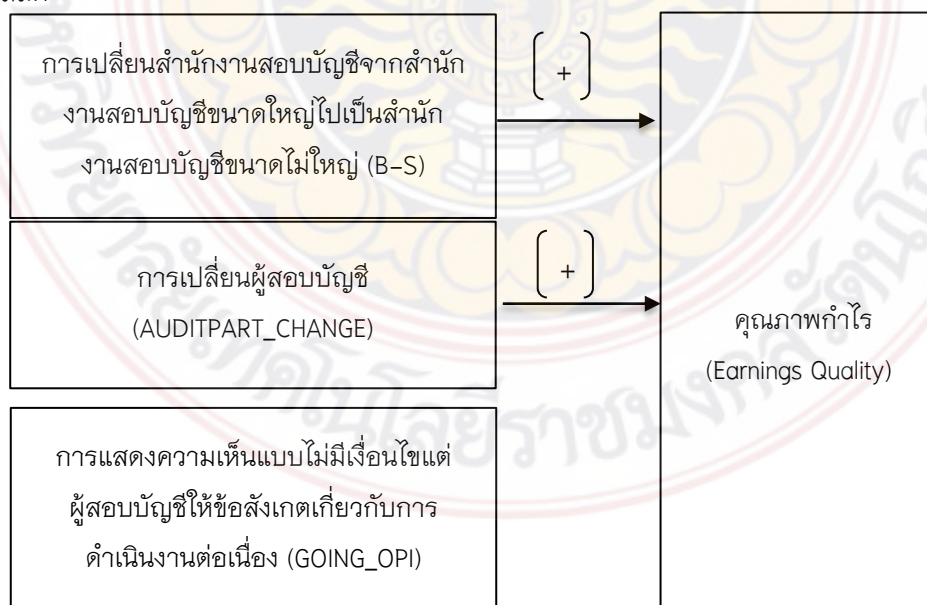 การเปลี่ยนสำนักงานสอบบัญชีจากสำนัก
งานสอบบัญชีขนาดใหญ่ไปเป็นสำนัก
งานสอบบัญชีขนาดไม่ใหญ่ (B–S)
(+)
การเปลี่ยนผู้สอบบัญชี
(AUDITPART_CHANGE)
(+)
คุณภาพกำไร
(Earnings Quality)
การแสดงความเห็นแบบไม่มีเงื่อนไขแต่
ผู้สอบบัญชีให้ข้อสังเกตเกี่ยวกับการ
ดำเนินงานต่อเนื่อง (GOING_OPI)